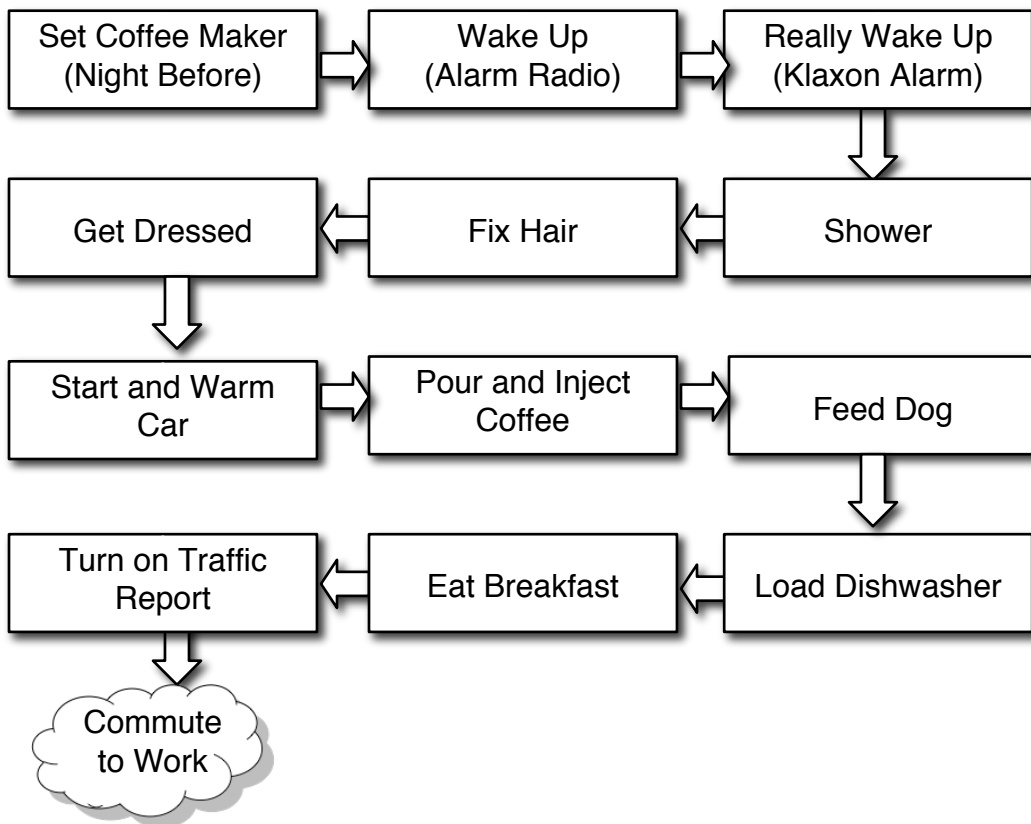 Set Coffee Maker
(Night Before)
Wake Up
(Alarm Radio)
Really Wake Up
(Klaxon Alarm)
Shower
Fix Hair
Get Dressed
Start and Warm
Car
Pour and Inject
Coffee
Feed Dog
Load Dishwasher
Eat Breakfast
Turn on Traffic
Report
Commute
to Work